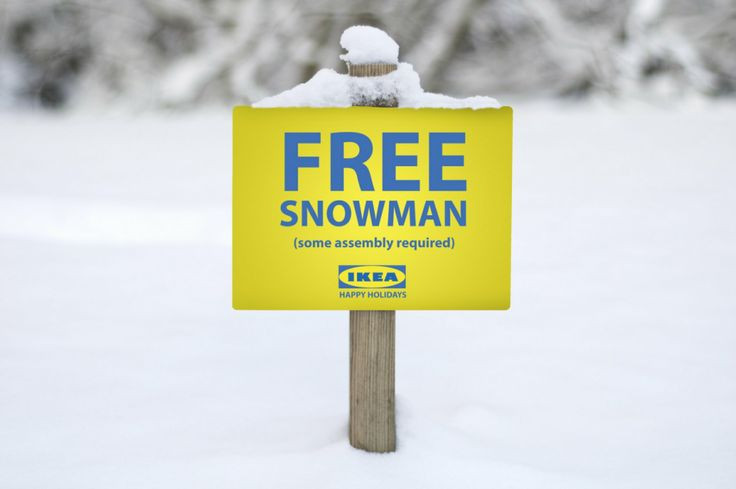 FREE
SNOWMAN
(some assembly required)
IKEA
HAPPY HOLIDAYS